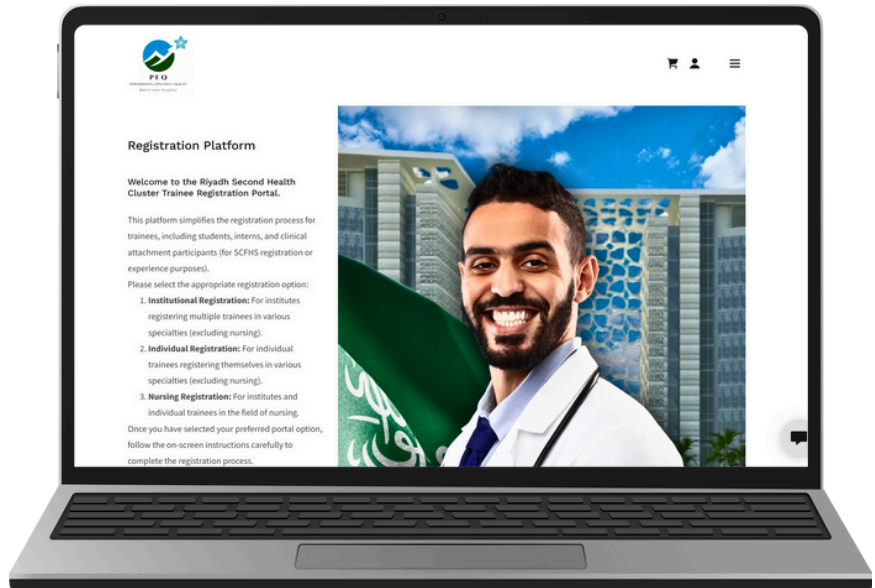 PEQ
Registration Platform
Welcome to the Riyadh Second Health
Cluster Trainee Registration Portal.
This platform simplifies the registration process for
trainees, including students, interns, and clinical
attachment participants (for SCFHS registration or
experience purposes).
Please select the appropriate registration option:
1. Institutional Registration: For institutes
registering multiple trainees in various
specialties (excluding nursing).
2. Individual Registration: For individual
trainees registering themselves in various
specialties (excluding nursing).
3. Nursing Registration: For institutes and
individual trainees in the field of nursing.
Once you have selected your preferred portal option,
follow the on-screen instructions carefully to
complete the registration process.